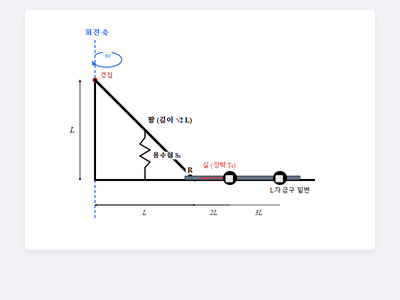 회전 축
ω
경첩
팔 (길이 √2 L)
L
용수철 Sₜ
R
실 (장력 Tₛ)
L자 금구 밑변
L
2L
3L